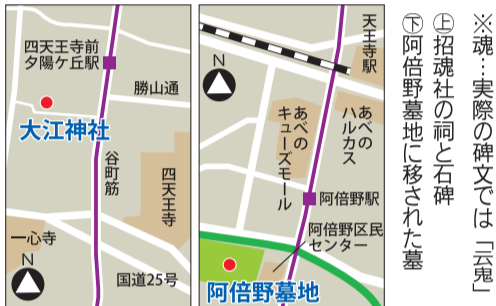 ※魂…実際の碑文では「云鬼」
㊤招魂社の祠と石碑
㊦阿倍野墓地に移された墓
四天王寺前
夕陽ケ丘駅
勝山通
大江神社
谷町筋
四天王寺
一心寺
N
国道25号
天王寺駅
N
あべの
ハルカス
あべの
キューズモール
阿倍野駅
阿倍野区民
センター
阿倍野墓地